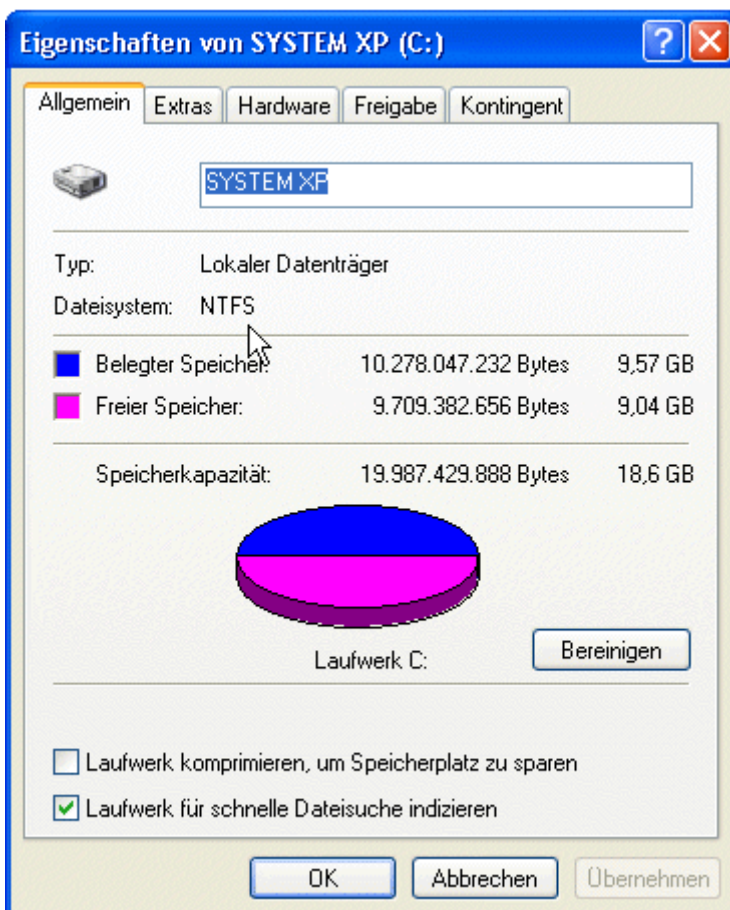 Eigenschaften von SYSTEM XP (C:)
Allgemein Extras Hardware Freigabe Kontingent
SYSTEM XP
Typ: Lokaler Datenträger
Dateisystem: NTFS
Belegter Speicher: 10.278.047.232 Bytes 9,57 GB
Freier Speicher: 9.709.382.656 Bytes 9,04 GB
Speicherkapazität: 19.987.429.888 Bytes 18,6 GB
Laufwerk C:
Bereinigen
Laufwerk komprimieren, um Speicherplatz zu sparen
Laufwerk für schnelle Dateisuche indizieren
OK Abbrechen Übernehmen